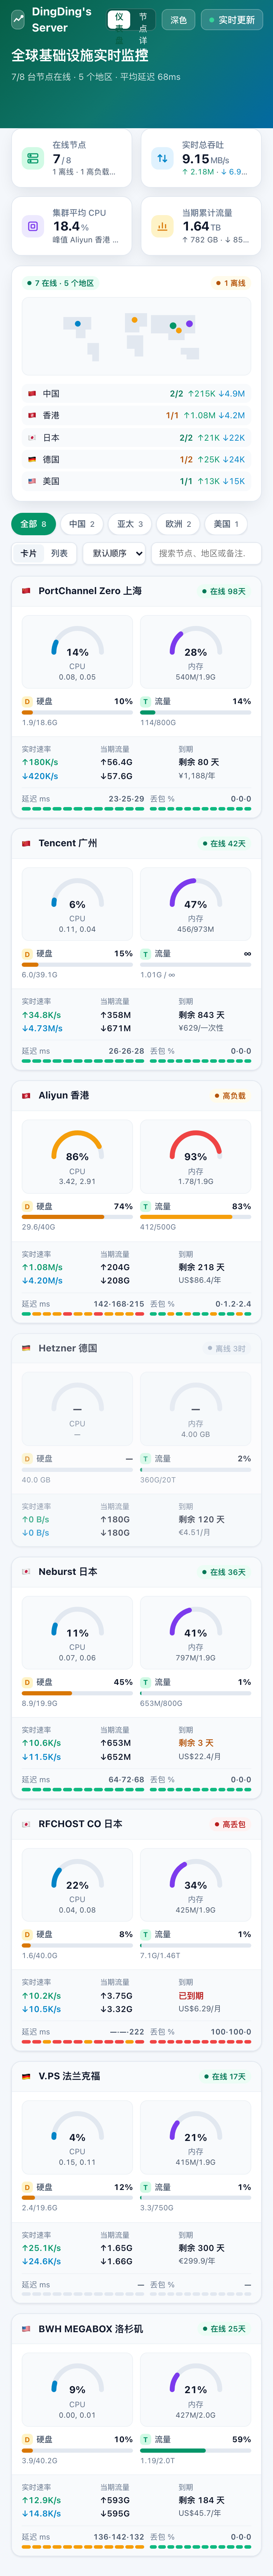 DingDing's Server
仪表盘
节点详
深色
实时更新
全球基础设施实时监控
7/8 台节点在线 · 5 个地区 · 平均延迟 68ms
在线节点
7 / 8
1 离线 · 1 高负载...
实时总吞吐
9.15 MB/s
↑ 2.18M · ↓ 6.9...
集群平均 CPU
18.4 %
峰值 Aliyun 香港 ...
当期累计流量
1.64 TB
↑ 782 GB · ↓ 85...
7 在线 · 5 个地区
1 离线
中国 2/2 ↑215K ↓4.9M
香港 1/1 ↑1.08M ↓4.2M
日本 2/2 ↑21K ↓22K
德国 1/2 ↑25K ↓24K
美国 1/1 ↑13K ↓15K
全部 8
中国 2
亚太 3
欧洲 2
美国 1
卡片
列表
默认顺序
搜索节点、地区或备注.
PortChannel Zero 上海
在线 98天
14%
CPU
0.08, 0.05
28%
内存
540M/1.9G
D 硬盘 10%
1.9/18.6G
T 流量 14%
114/800G
实时速率 当期流量 到期
↑180K/s ↑56.4G 剩余 80 天
↓420K/s ↓57.6G ¥1,188/年
延迟 ms 23·25·29 丢包 % 0·0·0
Tencent 广州
在线 42天
6%
CPU
0.11, 0.04
47%
内存
456/973M
D 硬盘 15%
6.0/39.1G
T 流量 ∞
1.01G / ∞
实时速率 当期流量 到期
↑34.8K/s ↑358M 剩余 843 天
↓4.73M/s ↓671M ¥629/一次性
延迟 ms 26·26·28 丢包 % 0·0·0
Aliyun 香港
高负载
86%
CPU
3.42, 2.91
93%
内存
1.78/1.9G
D 硬盘 74%
29.6/40G
T 流量 83%
412/500G
实时速率 当期流量 到期
↑1.08M/s ↑204G 剩余 218 天
↓4.20M/s ↓208G US$86.4/年
延迟 ms 142·168·215 丢包 % 0·1.2·2.4
Hetzner 德国
离线 3时
—
CPU
—
—
内存
4.00 GB
D 硬盘 —
40.0 GB
T 流量 2%
360G/20T
实时速率 当期流量 到期
↑0 B/s ↑180G 剩余 120 天
↓0 B/s ↓180G €4.51/月
Neburst 日本
在线 36天
11%
CPU
0.07, 0.06
41%
内存
797M/1.9G
D 硬盘 45%
8.9/19.9G
T 流量 1%
653M/800G
实时速率 当期流量 到期
↑10.6K/s ↑653M 剩余 3 天
↓11.5K/s ↓652M US$22.4/月
延迟 ms 64·72·68 丢包 % 0·0·0
RFCHOST CO 日本
高丢包
22%
CPU
0.04, 0.08
34%
内存
425M/1.9G
D 硬盘 8%
1.6/40.0G
T 流量 1%
7.1G/1.46T
实时速率 当期流量 到期
↑10.2K/s ↑3.75G 已到期
↓10.5K/s ↓3.32G US$6.29/月
延迟 ms —·—·222 丢包 % 100·100·0
V.PS 法兰克福
在线 17天
4%
CPU
0.15, 0.11
21%
内存
415M/1.9G
D 硬盘 12%
2.4/19.6G
T 流量 1%
3.3/750G
实时速率 当期流量 到期
↑25.1K/s ↑1.65G 剩余 300 天
↓24.6K/s ↓1.66G €299.9/年
延迟 ms — 丢包 % —
BWH MEGABOX 洛杉矶
在线 25天
9%
CPU
0.00, 0.01
21%
内存
427M/2.0G
D 硬盘 10%
3.9/40.2G
T 流量 59%
1.19/2.0T
实时速率 当期流量 到期
↑12.9K/s ↑593G 剩余 184 天
↓14.8K/s ↓595G US$45.7/年
延迟 ms 136·142·132 丢包 % 0·0·0